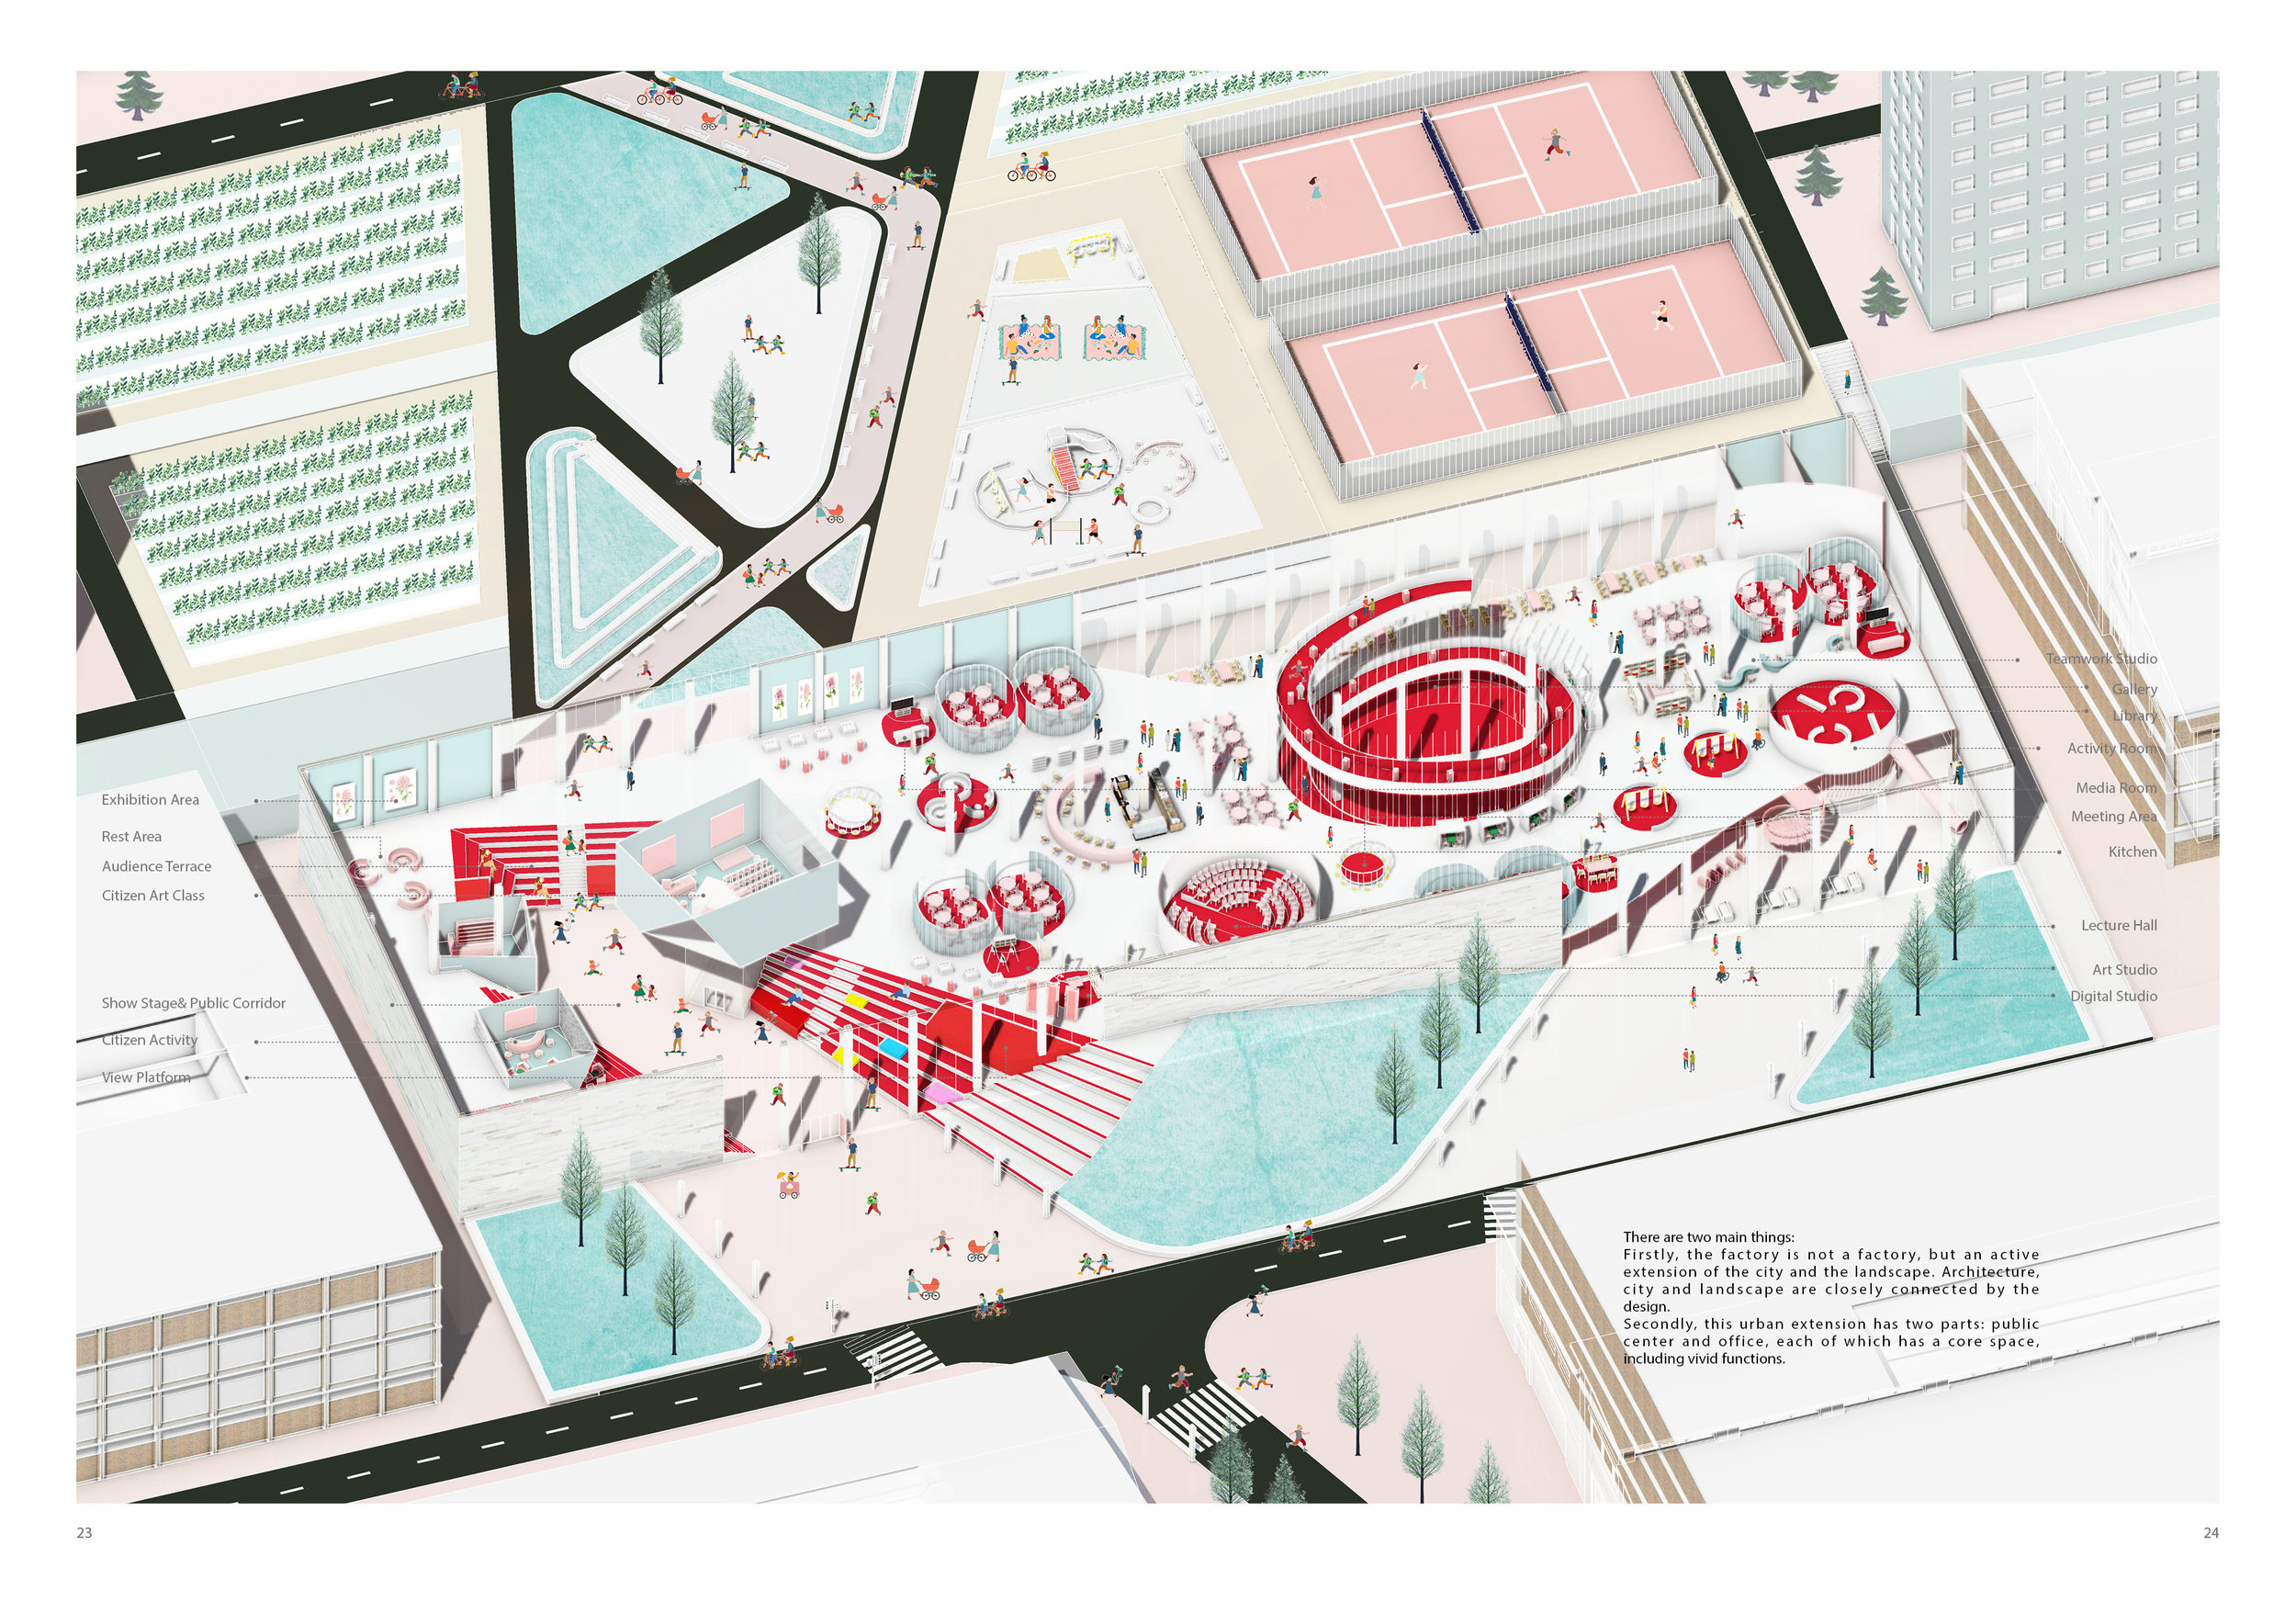 Exhibition Area
Rest Area
Audience Terrace
Citizen Art Class
Show Stage& Public Corridor
Citizen Activity
View Platform
Teamwork Studio
Gallery
Library
Activity Room
Media Room
Meeting Area
Kitchen
Lecture Hall
Art Studio
Digital Studio
There are two main things:
Firstly, the factory is not a factory, but an active
extension of the city and the landscape. Architecture,
city and landscape are closely connected by the
design.
Secondly, this urban extension has two parts: public
center and office, each of which has a core space,
including vivid functions.
23
24